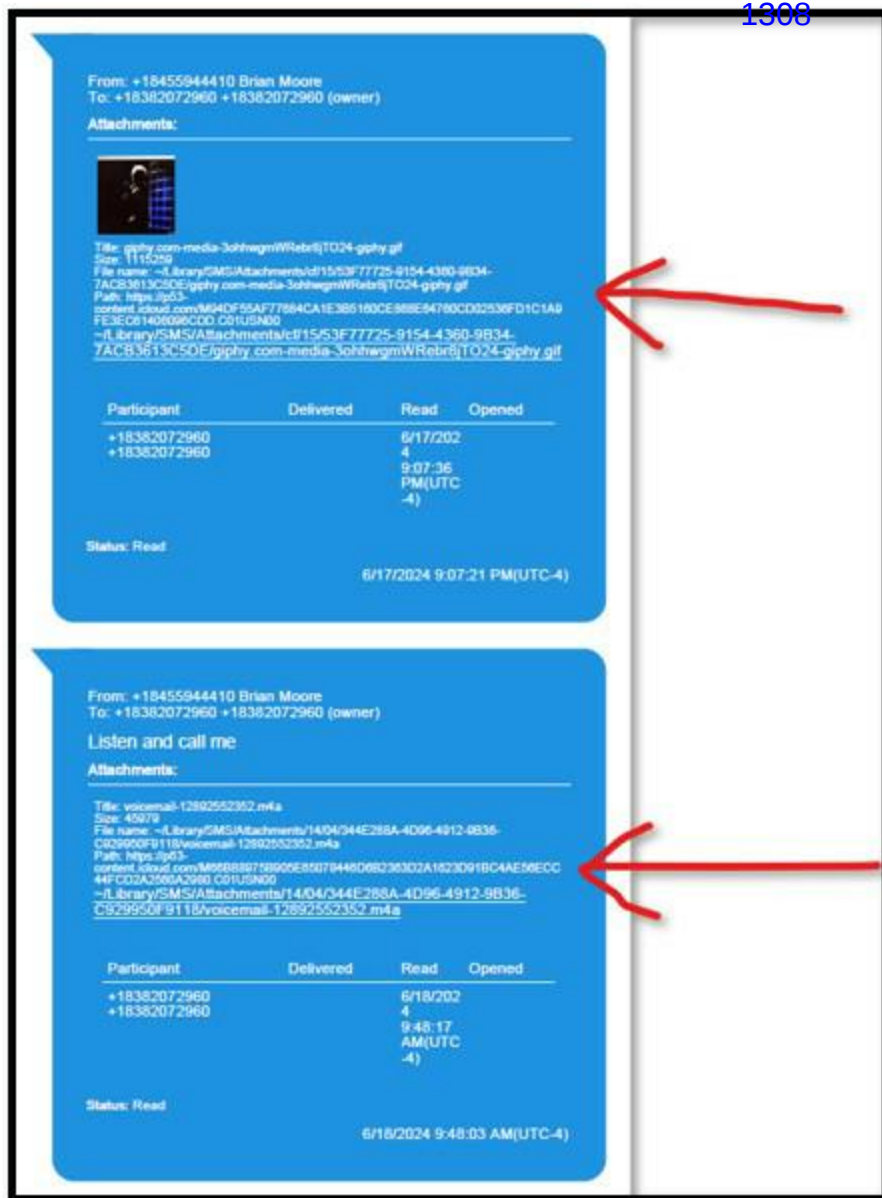 1308
From: +18455944410 Brian Moore
To: +18382072960 +18382072960 (owner)
Attachments:
Title: giphy.com-media-3ohhwgmWRebr8jTO24-giphy.gif
Size: 1115259
File name: ~/Library/SMS/Attachments/cf/15/53F77725-9154-4360-9B34-
7ACB3613C5DE/giphy.com-media-3ohhwgmWRebr8jTO24-giphy.gif
Path: https://p53-
FE3EC61406096CDD.C01USN00
~/Library/SMS/Attachments/cf/15/53F77725-9154-4360-9B34-
7ACB3613C5DE/giphy.com-media-3ohhwgmWRebr8jTO24-giphy.gif
Participant Delivered Read Opened
+18382072960 6/17/202
+18382072960 4
9:07:36
PM(UTC
-4)
Status: Read
6/17/2024 9:07:21 PM(UTC-4)
From: +18455944410 Brian Moore
To: +18382072960 +18382072960 (owner)
Listen and call me
Attachments:
Title: voicemail-12892552352.m4a
Size: 45979
File name: ~/Library/SMS/Attachments/14/04/344E288A-4D96-4912-9B36-
C929950F9118/voicemail-12892552352.m4a
Path: https://p53-
~/Library/SMS/Attachments/14/04/344E288A-4D96-4912-9B36-
C929950F9118/voicemail-12892552352.m4a
Participant Delivered Read Opened
+18382072960 6/18/202
+18382072960 4
9:48:17
AM(UTC
-4)
Status: Read
6/18/2024 9:48:03 AM(UTC-4)